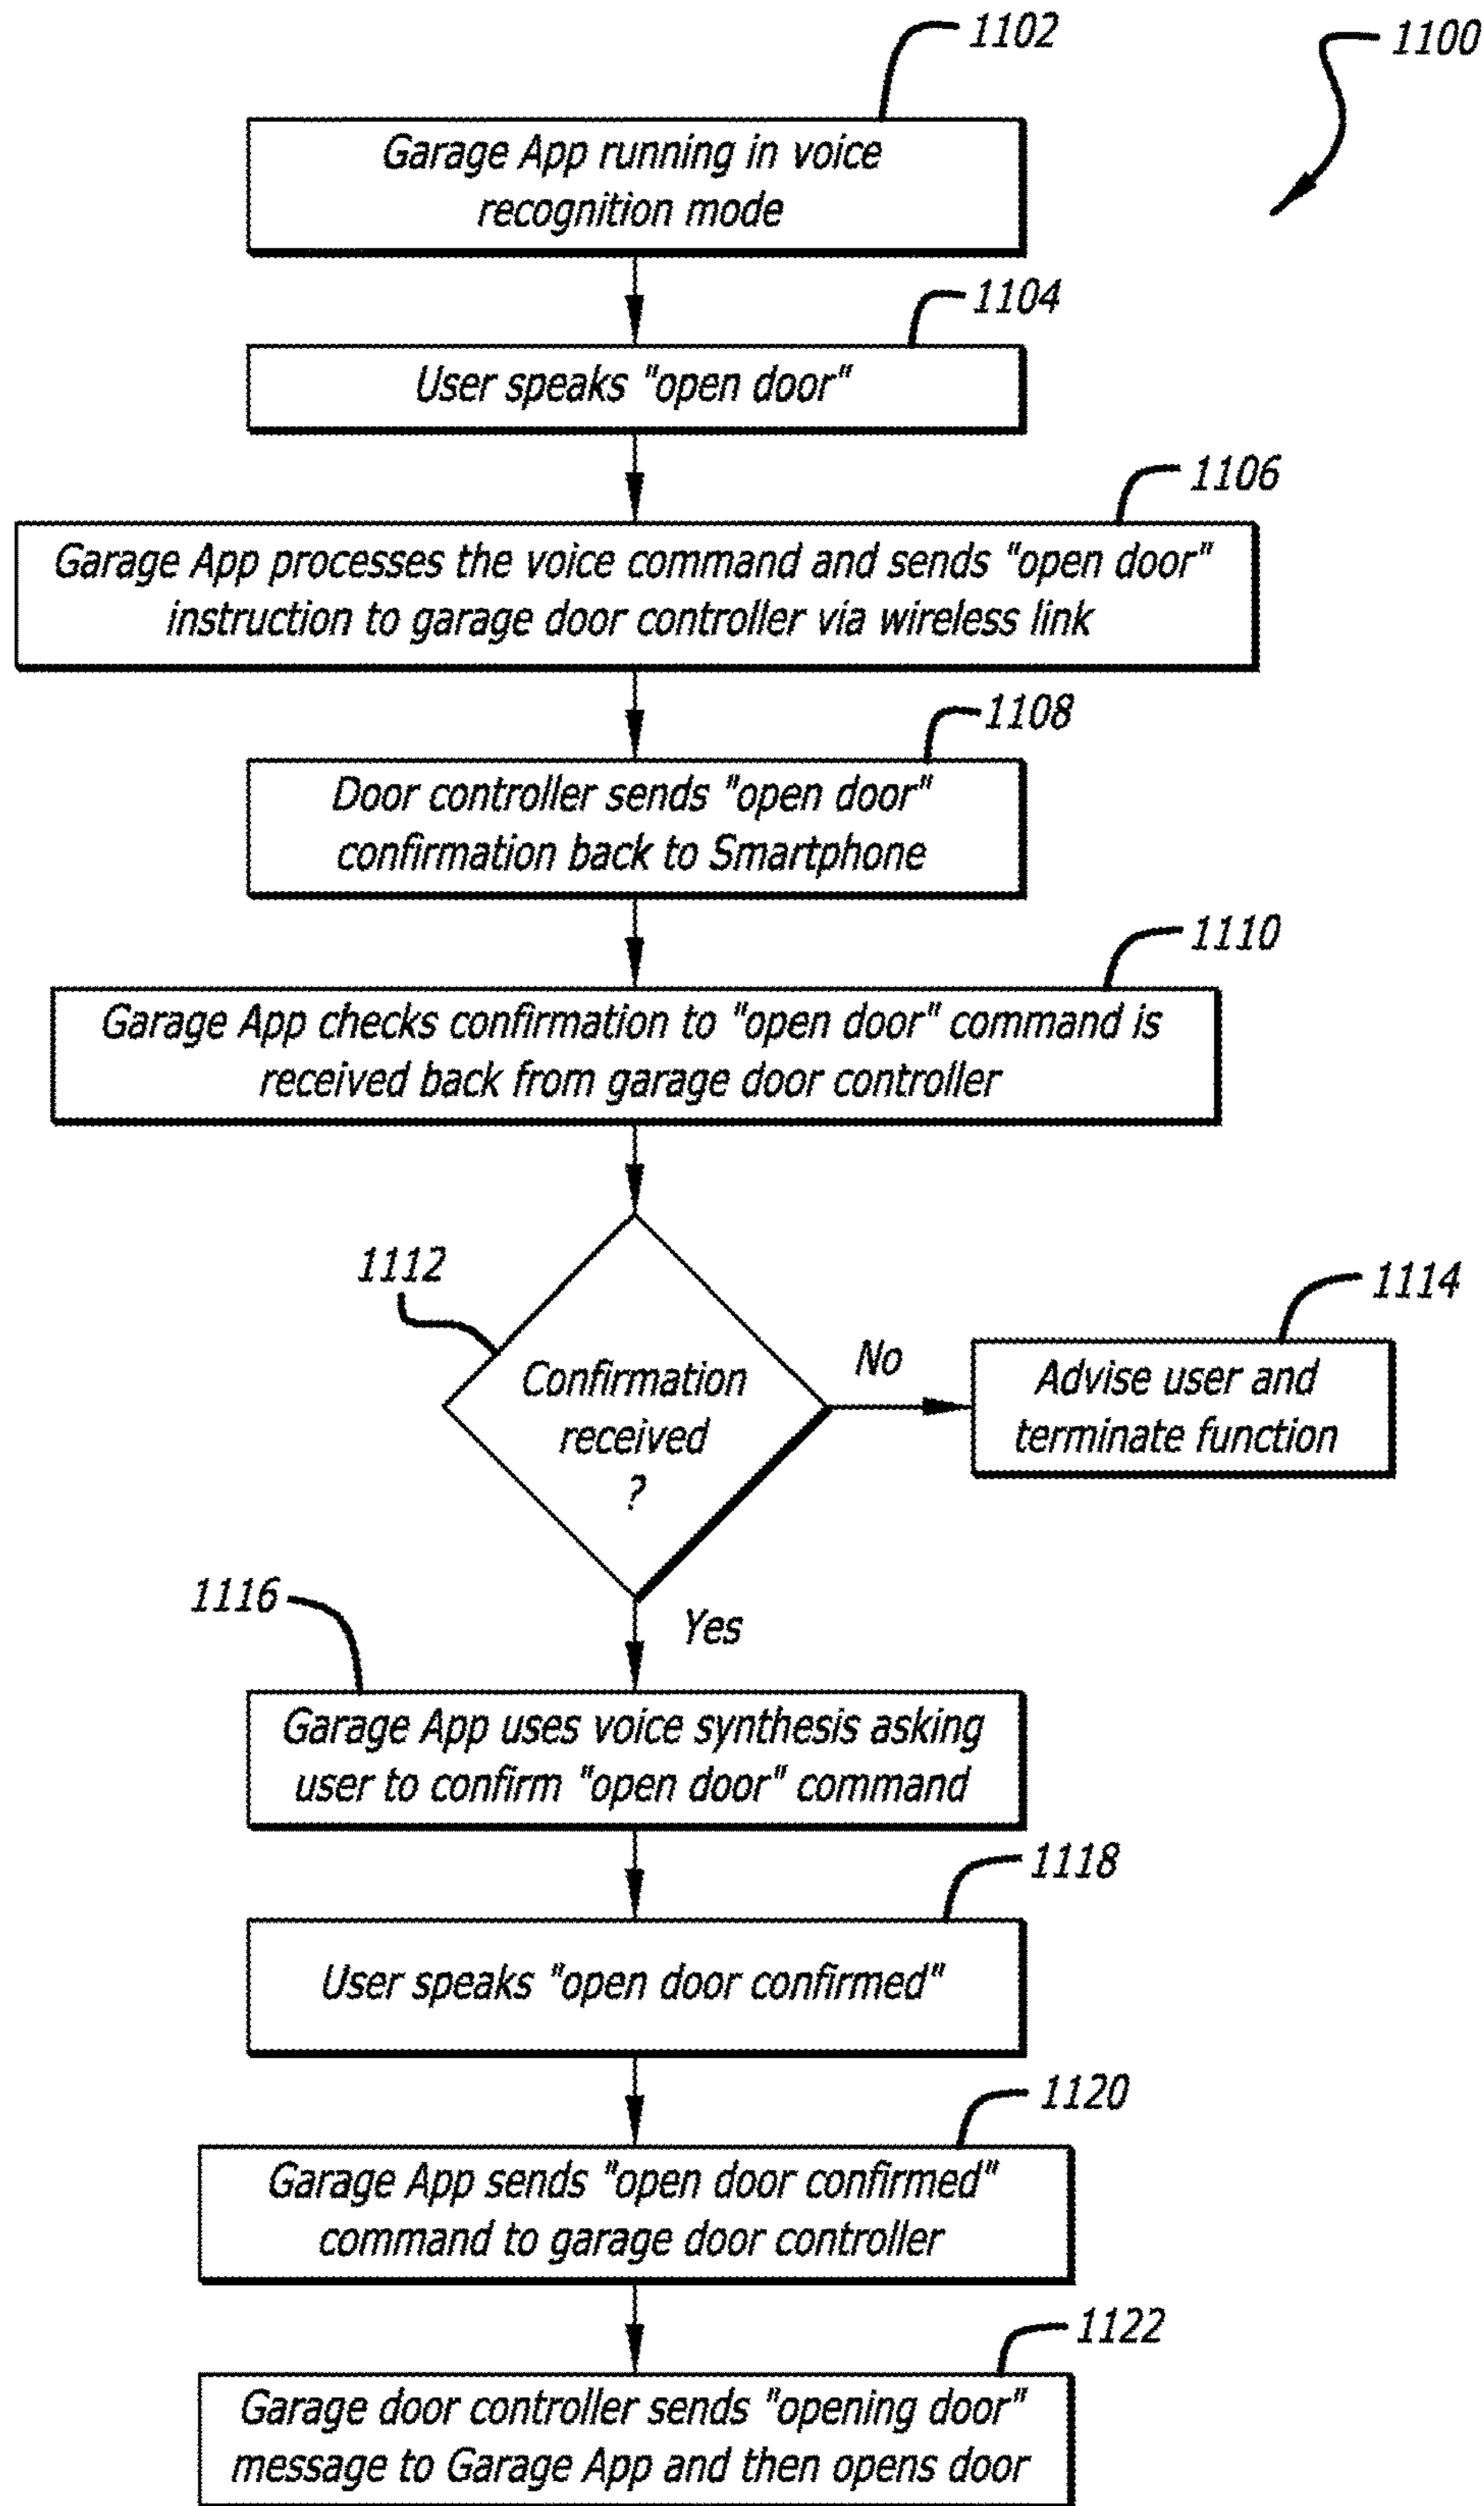 1102
1100
Garage App running in voice
recognition mode
1104
User speaks "open door"
1106
Garage App processes the voice command and sends "open door"
instruction to garage door controller via wireless link
1108
Door controller sends "open door"
confirmation back to Smartphone
1110
Garage App checks confirmation to "open door" command is
received back from garage door controller
1112
1114
Confirmation
received
?
No
Advise user and
terminate function
1116
Yes
Garage App uses voice synthesis asking
user to confirm "open door" command
1118
User speaks "open door confirmed"
1120
Garage App sends "open door confirmed"
command to garage door controller
1122
Garage door controller sends "opening door"
message to Garage App and then opens door